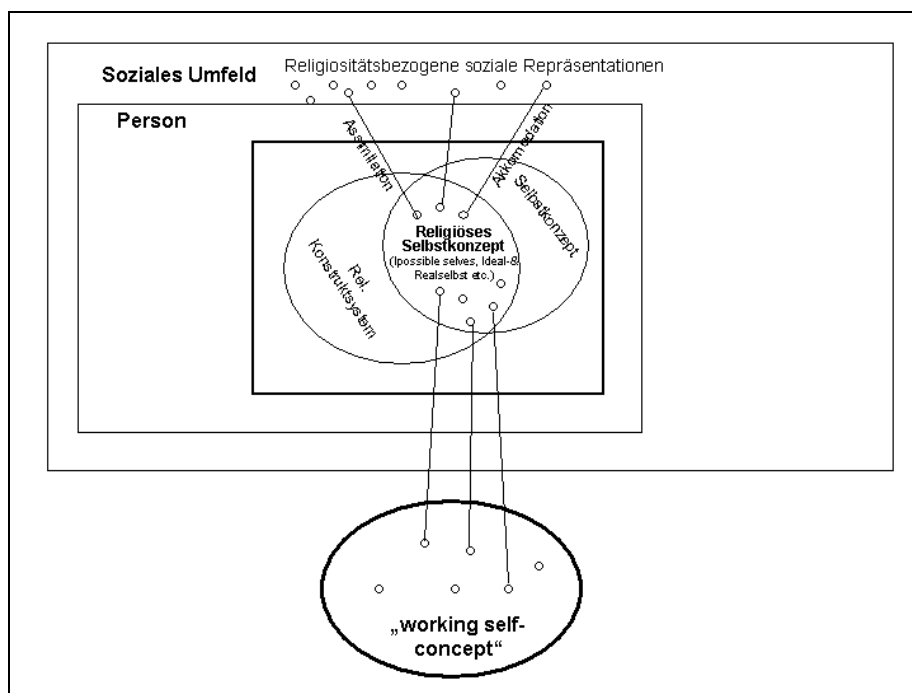 Soziales Umfeld
Religiositätsbezogene soziale Repräsentationen
Person
Assimilation
Akkomodation
Selbstkonzept
Religiöses
Selbstkonzept
(Ipossible selves, Ideal-&
Realselbst etc.)
Rel.
Konstruktsystem
„working self-
concept“